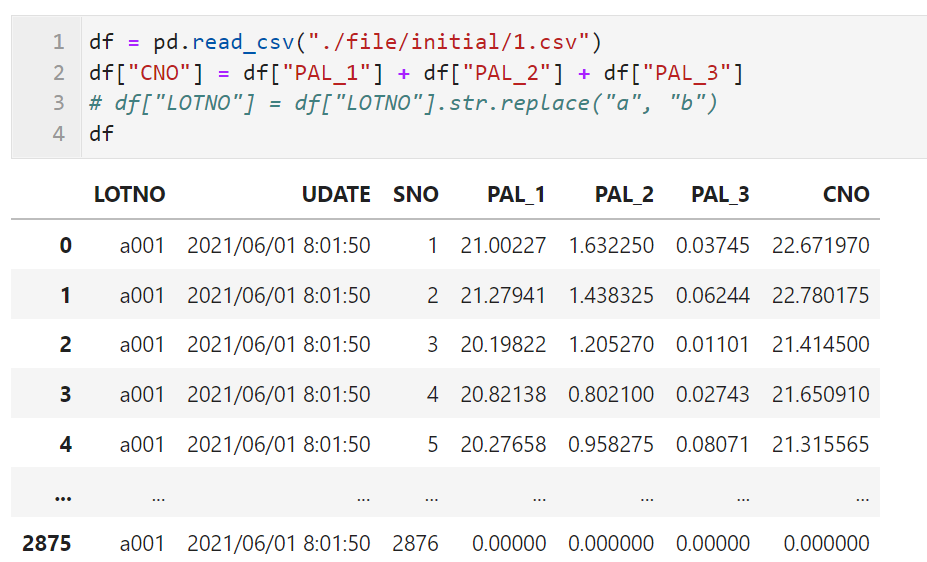 1 df = pd.read_csv("./file/initial/1.csv")
2 df["CNO"] = df["PAL_1"] + df["PAL_2"] + df["PAL_3"]
3 # df["LOTNO"] = df["LOTNO"].str.replace("a", "b")
4 df
LOTNO UDATE SNO PAL_1 PAL_2 PAL_3 CNO
0 a001 2021/06/01 8:01:50 1 21.00227 1.632250 0.03745 22.671970
1 a001 2021/06/01 8:01:50 2 21.27941 1.438325 0.06244 22.780175
2 a001 2021/06/01 8:01:50 3 20.19822 1.205270 0.01101 21.414500
3 a001 2021/06/01 8:01:50 4 20.82138 0.802100 0.02743 21.650910
4 a001 2021/06/01 8:01:50 5 20.27658 0.958275 0.08071 21.315565
... ... ... ... ... ... ... ...
2875 a001 2021/06/01 8:01:50 2876 0.00000 0.000000 0.00000 0.000000